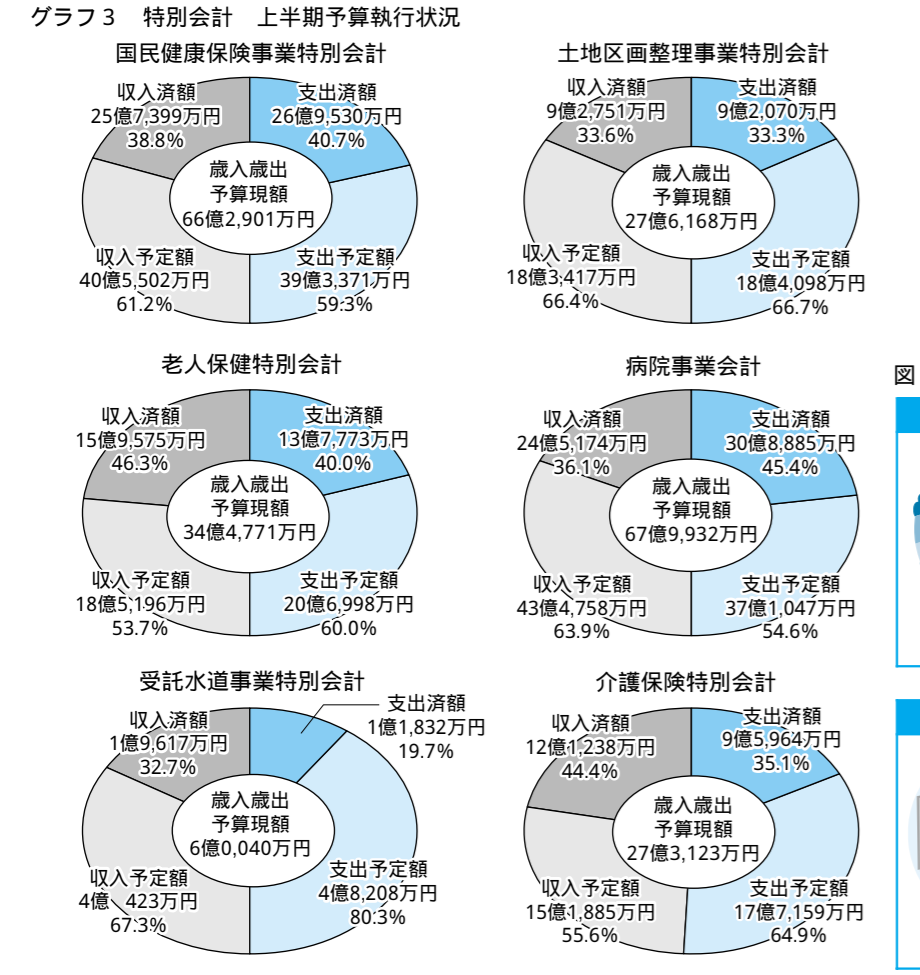 グラフ3 特別会計 上半期予算執行状況
国民健康保険事業特別会計
収入済額
25億7,399万円
38.8%
支出済額
26億9,530万円
40.7%
歳入歳出
予算現額
66億2,901万円
収入予定額
40億5,502万円
61.2%
支出予定額
39億3,371万円
59.3%
土地区画整理事業特別会計
収入済額
9億2,751万円
33.6%
支出済額
9億2,070万円
33.3%
歳入歳出
予算現額
27億6,168万円
収入予定額
18億3,417万円
66.4%
支出予定額
18億4,098万円
66.7%
老人保健特別会計
収入済額
15億9,575万円
46.3%
支出済額
13億7,773万円
40.0%
歳入歳出
予算現額
34億4,771万円
収入予定額
18億5,196万円
53.7%
支出予定額
20億6,998万円
60.0%
病院事業会計
収入済額
24億5,174万円
36.1%
支出済額
30億8,885万円
45.4%
歳入歳出
予算現額
67億9,932万円
収入予定額
43億4,758万円
63.9%
支出予定額
37億1,047万円
54.6%
図
受託水道事業特別会計
収入済額
1億9,617万円
32.7%
支出済額
1億1,832万円
19.7%
歳入歳出
予算現額
6億0,040万円
収入予定額
4億 423万円
67.3%
支出予定額
4億8,208万円
80.3%
介護保険特別会計
収入済額
12億1,238万円
44.4%
支出済額
9億5,964万円
35.1%
歳入歳出
予算現額
27億3,123万円
収入予定額
15億1,885万円
55.6%
支出予定額
17億7,159万円
64.9%